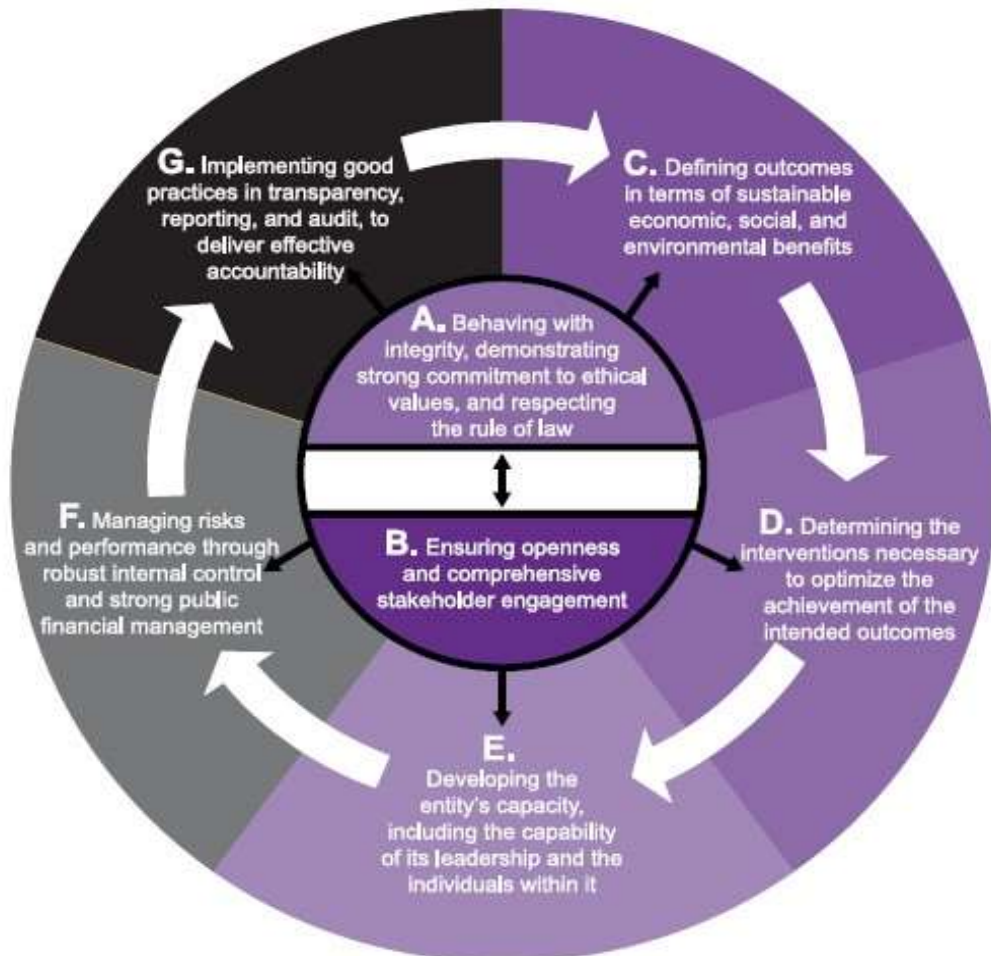 A. Behaving with
integrity, demonstrating
strong commitment to ethical
values, and respecting
the rule of law
B. Ensuring openness
and comprehensive
stakeholder engagement
C. Defining outcomes
in terms of sustainable
economic, social, and
environmental benefits
D. Determining the
interventions necessary
to optimize the
achievement of the
intended outcomes
E.
Developing the
entity's capacity,
including the capability
of its leadership and the
individuals within it
F. Managing risks
and performance through
robust internal control
and strong public
financial management
G. Implementing good
practices in transparency,
reporting, and audit, to
deliver effective
accountability